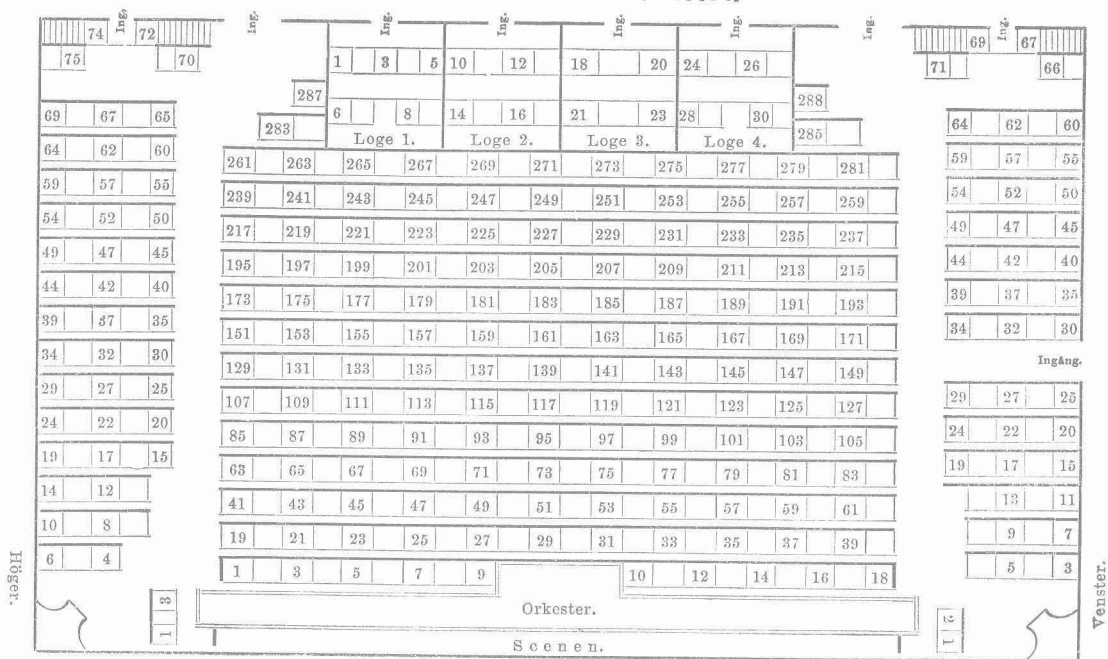 Ing. Ing. Ing. Ing. Ing. Ing. Ing. Ing.
74 72 69 67
75 70 1 3 5 10 12 18 20 24 26 71 66
287 288
69 67 65 6 8 14 16 21 23 28 30 64 62 60
283 Loge 1. Loge 2. Loge 3. Loge 4. 285
64 62 60 261 263 265 267 269 271 273 275 277 279 281 59 57 55
59 57 55 239 241 243 245 247 249 251 253 255 257 259 54 52 50
54 52 50 217 219 221 223 225 227 229 231 233 235 237 49 47 45
49 47 45 195 197 199 201 203 205 207 209 211 213 215 44 42 40
44 42 40 173 175 177 179 181 183 185 187 189 191 193 39 37 35
39 37 35 151 153 155 157 159 161 163 165 167 169 171 34 32 30
34 32 30 129 131 133 135 137 139 141 143 145 147 149 Ingång.
29 27 25 107 109 111 113 115 117 119 121 123 125 127 29 27 25
24 22 20 85 87 89 91 93 95 97 99 101 103 105 24 22 20
19 17 15 63 65 67 69 71 73 75 77 79 81 83 19 17 15
14 12 41 43 45 47 49 51 53 55 57 59 61 13 11
10 8 19 21 23 25 27 29 31 33 35 37 39 9 7
6 4 1 3 5 7 9 10 12 14 16 18 5 3
Höger. Venster.
1 3 Orkester. 2 1
Scenen.